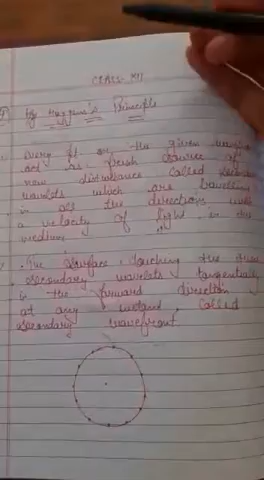 CLASS-XII
By Huygen's Principle
Every pt on the given
act as fresh source of
new disturbance called
wavelets which are travelling
in all the directions with
a velocity of light in the
medium.
The surface touching the
secondary wavelets tangentially
in the forward direction
at any instant called
secondary wavefront